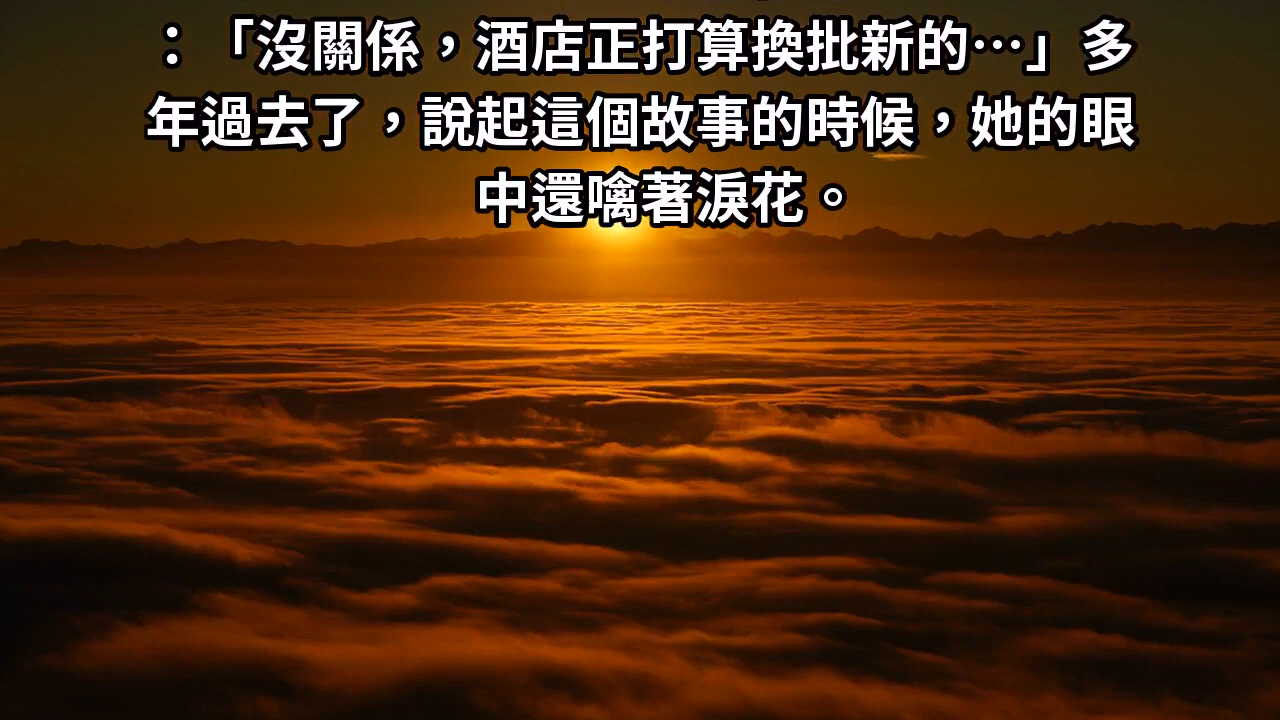 ：「沒關係，酒店正打算換批新的…」多
年過去了，說起這個故事的時候，她的眼
中還噙著淚花。